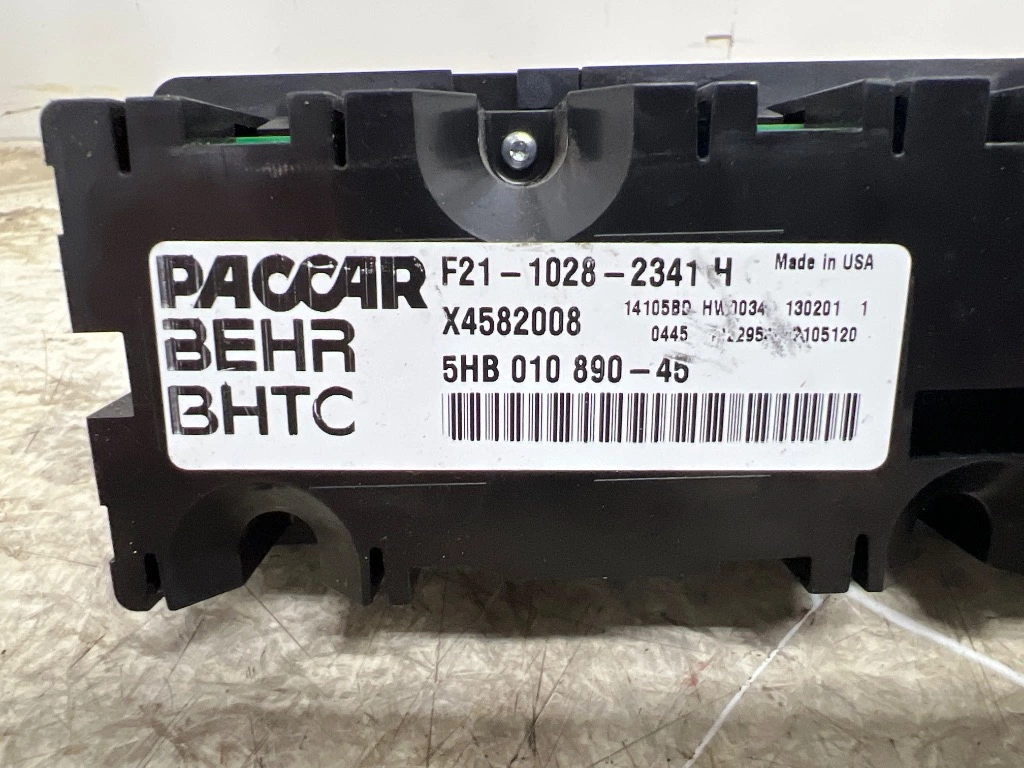 PACCAR
BEHR
BHTC
F21-1028-2341 H
X4582008
5HB 010 890-45
Made in USA
14105BD 130201 1
0445